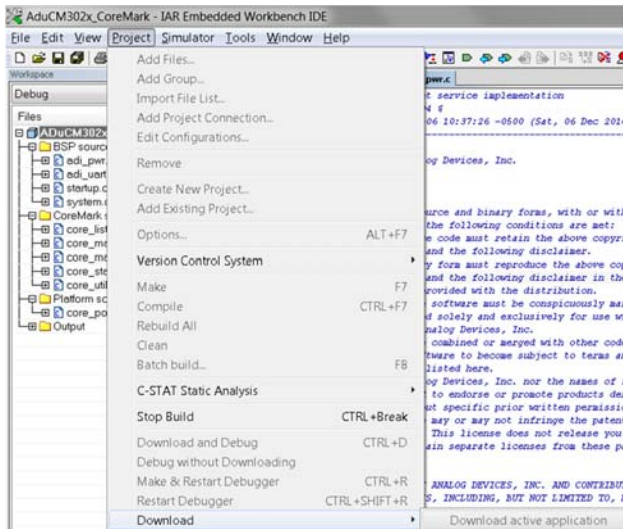 AduCM302x_CoreMark - IAR Embedded Workbench IDE
File Edit View Project Simulator Tools Window Help
Workspace
Debug
Files
ADuCM302x
BSP sourc
adi_pwr.
adi_uart
startup.c
system.c
CoreMark s
core_list
core_ma
core_ma
core_ste
core_util
Platform sc
core_po
Output
Add Files...
Add Group...
Import File List...
Add Project Connection...
Edit Configurations...
Remove
Create New Project...
Add Existing Project...
Options... ALT+F7
Version Control System
Make F7
Compile CTRL+F7
Rebuild All
Clean
Batch build... F8
C-STAT Static Analysis
Stop Build CTRL+Break
Download and Debug CTRL+D
Debug without Downloading
Make & Restart Debugger CTRL+R
Restart Debugger CTRL+SHIFT+R
Download
Download active application
pwr.c
t service implementation
06 10:37:26 -0500 (Sat, 06 Dec 201
og Devices, Inc.
urce and binary forms, with or wit
the following conditions are met:
e code must retain the above copyr
and the following disclaimer.
y form must reproduce the above cop
and the following disclaimer in th
rovided with the distribution.
software must be conspicuously ma
d solely and exclusively for use w
nalog Devices, Inc.
combined or merged with other cod
tware to become subject to terms a
listed here.
og Devices, Inc. nor the names of
to endorse or promote products de
ut specific prior written permissi
may or may not infringe the paten
This license does not release you
ain separate licenses from these p
ANALOG DEVICES, INC. AND CONTRIBU
S, INCLUDING, BUT NOT LIMITED TO,